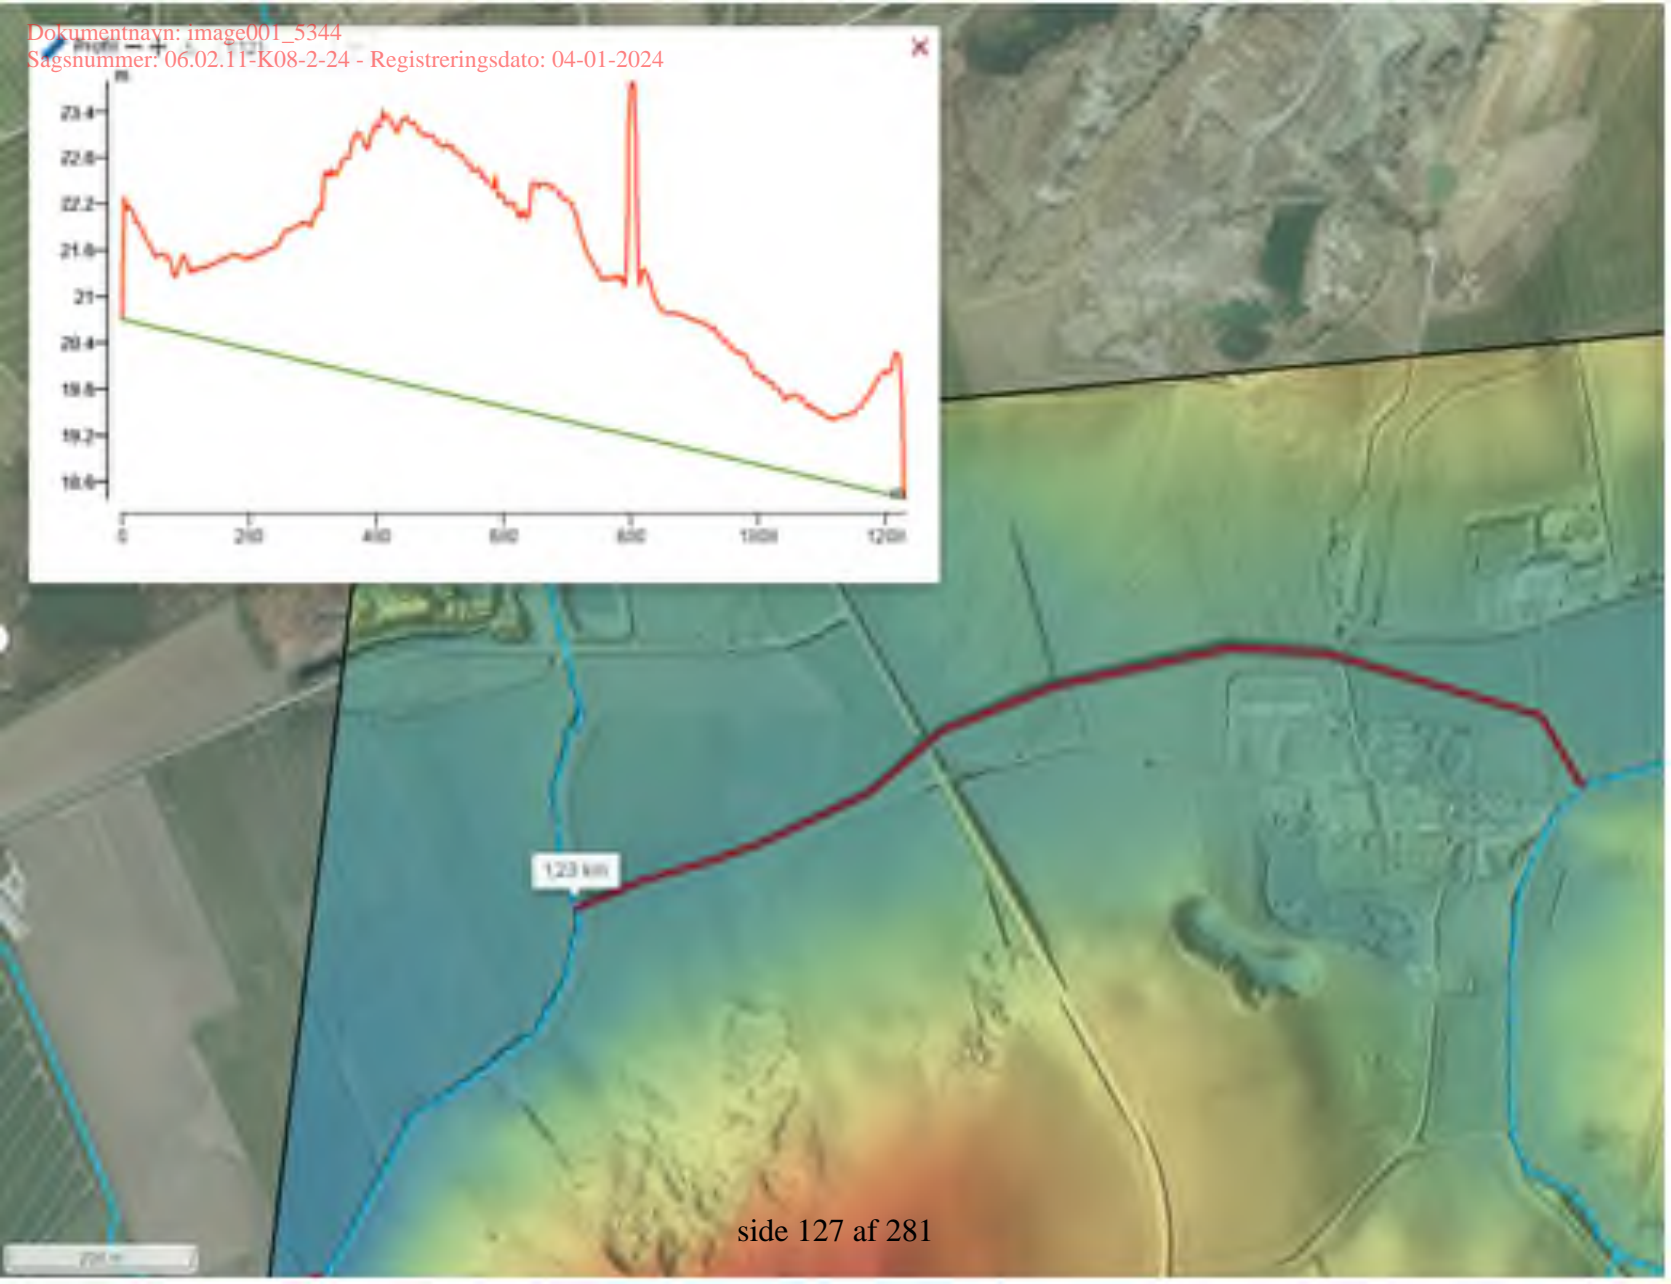 Dokumentnavn: image001_5344
Profil
Sagsnummer: 06.02.11-K08-2-24 - Registreringsdato: 04-01-2024
m
23.4
22.8
22.2
21.6
21
20.4
19.8
19.2
18.6
0 200 400 600 800 1000 1200
1,23 km
side 127 af 281